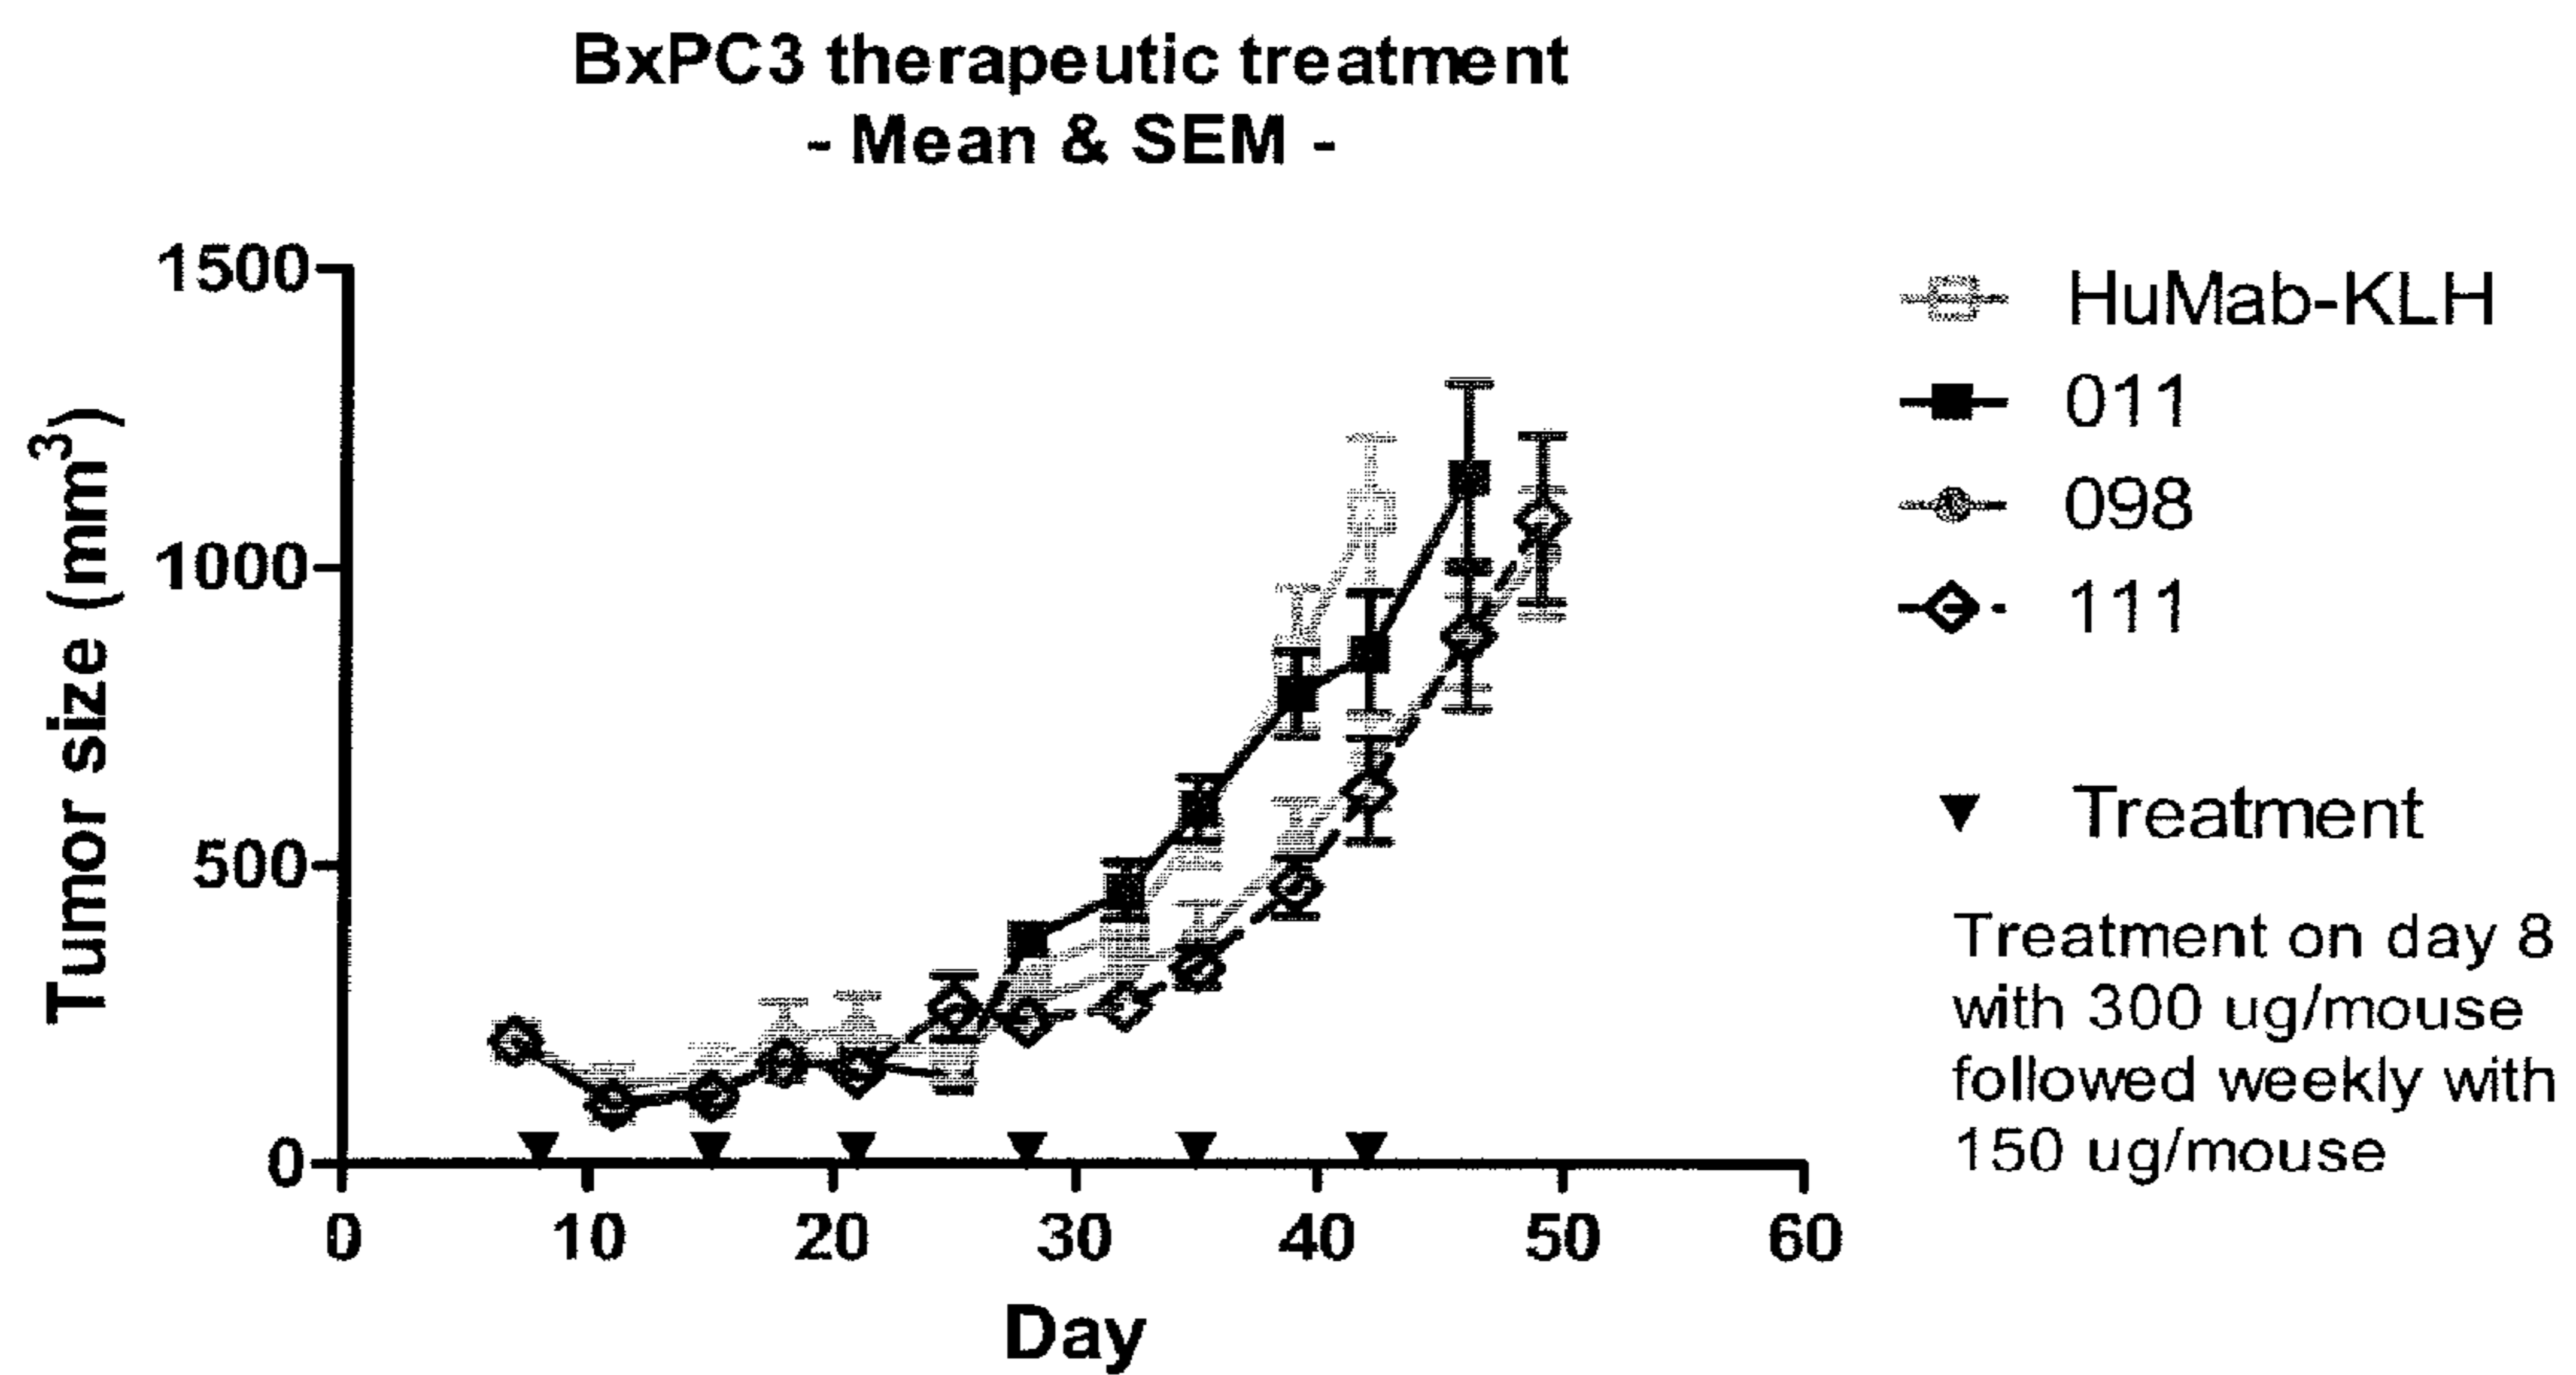 BxPC3 therapeutic treatment
- Mean & SEM -
Tumor size (mm³)
1500
1000
500
0
0 10 20 30 40 50 60
Day
HuMab-KLH
011
098
111
Treatment
Treatment on day 8
with 300 ug/mouse
followed weekly with
150 ug/mouse